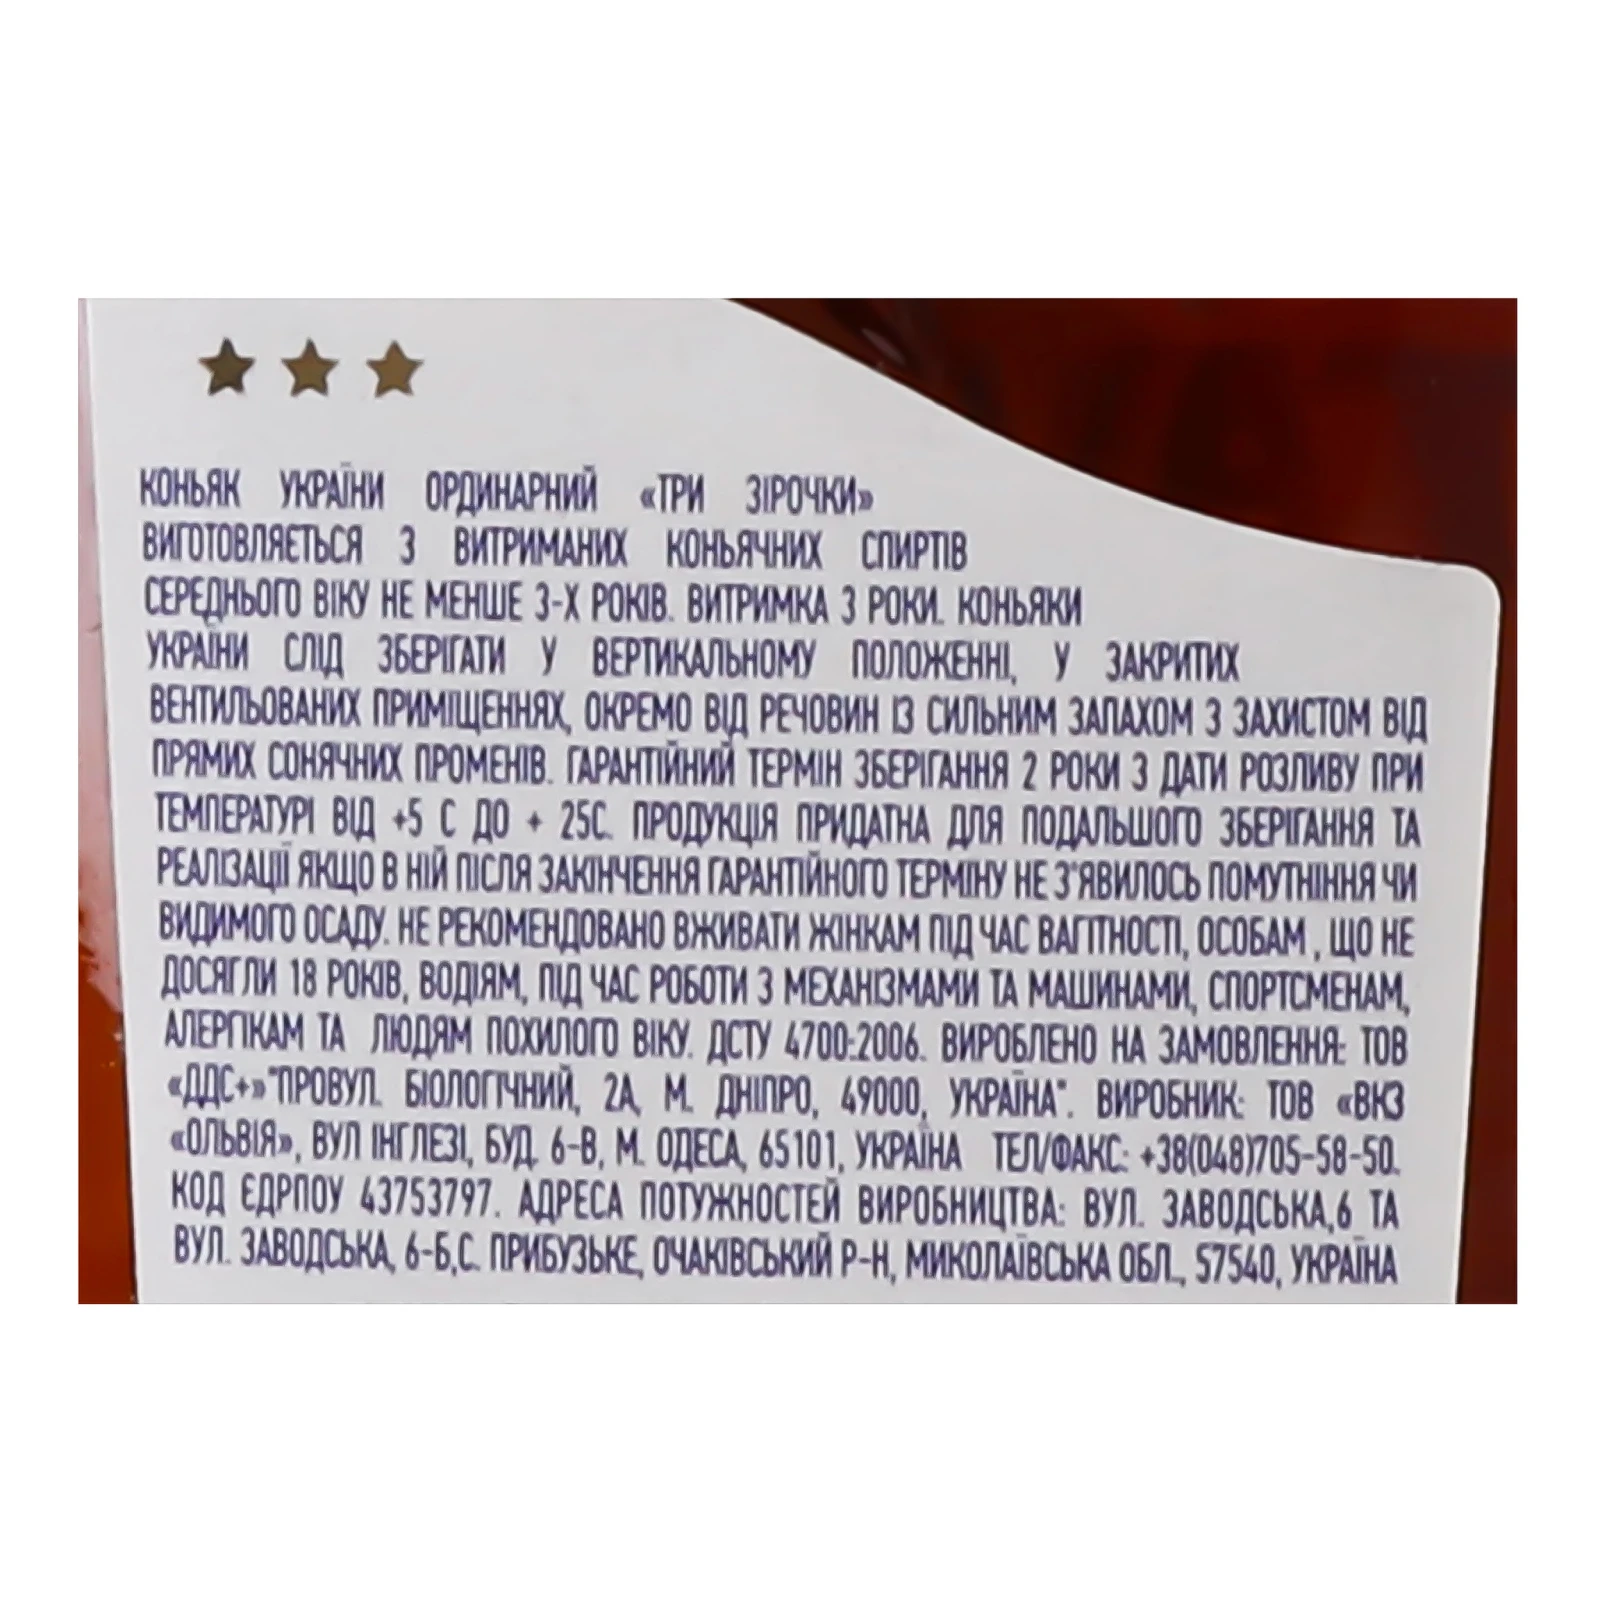 КОНЬЯК УКРАЇНИ ОРДИНАРНИЙ «ТРИ ЗІРОЧКИ»
ВИГОТОВЛЯЄТЬСЯ З ВИТРИМАНИХ КОНЬЯЧНИХ СПИРТІВ
СЕРЕДНЬОГО ВІКУ НЕ МЕНШЕ 3-Х РОКІВ. ВИТРИМКА 3 РОКИ. КОНЬЯКИ
УКРАЇНИ СЛІД ЗБЕРІГАТИ У ВЕРТИКАЛЬНОМУ ПОЛОЖЕННІ, У ЗАКРИТИХ
ВЕНТИЛЬОВАНИХ ПРИМІЩЕННЯХ, ОКРЕМО ВІД РЕЧОВИН ІЗ СИЛЬНИМ ЗАПАХОМ З ЗАХИСТОМ ВІД
ПРЯМИХ СОНЯЧНИХ ПРОМЕНІВ. ГАРАНТІЙНИЙ ТЕРМІН ЗБЕРІГАННЯ 2 РОКИ З ДАТИ РОЗЛИВУ ПРИ
ТЕМПЕРАТУРІ ВІД +5 С ДО + 25С. ПРОДУКЦІЯ ПРИДАТНА ДЛЯ ПОДАЛЬШОГО ЗБЕРІГАННЯ ТА
РЕАЛІЗАЦІЇ ЯКЩО В НІЙ ПІСЛЯ ЗАКІНЧЕННЯ ГАРАНТІЙНОГО ТЕРМІНУ НЕ З"ЯВИЛОСЬ ПОМУТНІННЯ ЧИ
ВИДИМОГО ОСАДУ. НЕ РЕКОМЕНДОВАНО ВЖИВАТИ ЖІНКАМ ПІД ЧАС ВАГІТНОСТІ, ОСОБАМ , ЩО НЕ
ДОСЯГЛИ 18 РОКІВ, ВОДІЯМ, ПІД ЧАС РОБОТИ З МЕХАНІЗМАМИ ТА МАШИНАМИ, СПОРТСМЕНАМ,
АЛЕРГІКАМ ТА ЛЮДЯМ ПОХИЛОГО ВІКУ. ДСТУ 4700:2006. ВИРОБЛЕНО НА ЗАМОВЛЕННЯ: ТОВ
«ДДС+»"ПРОВУЛ. БІОЛОГІЧНИЙ, 2А, М. ДНІПРО, 49000, УКРАЇНА". ВИРОБНИК: ТОВ «ВКЗ
«ОЛЬВІЯ», ВУЛ ІНГЛЕЗІ, БУД. 6-В, М. ОДЕСА, 65101, УКРАЇНА ТЕЛ/ФАКС: +38(048)705-58-50.
КОД ЄДРПОУ 43753797. АДРЕСА ПОТУЖНОСТЕЙ ВИРОБНИЦТВА: ВУЛ. ЗАВОДСЬКА,6 ТА
ВУЛ. ЗАВОДСЬКА, 6-Б,С. ПРИБУЗЬКЕ, ОЧАКІВСЬКИЙ Р-Н, МИКОЛАЇВСЬКА ОБЛ., 57540, УКРАЇНА